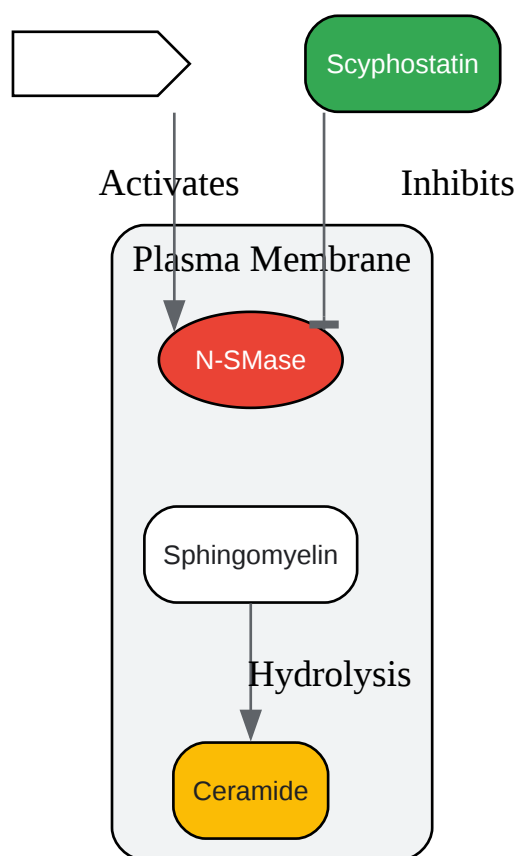 Scyphostatin
Activates
Inhibits
Plasma Membrane
N-SMase
Sphingomyelin
Hydrolysis
Ceramide